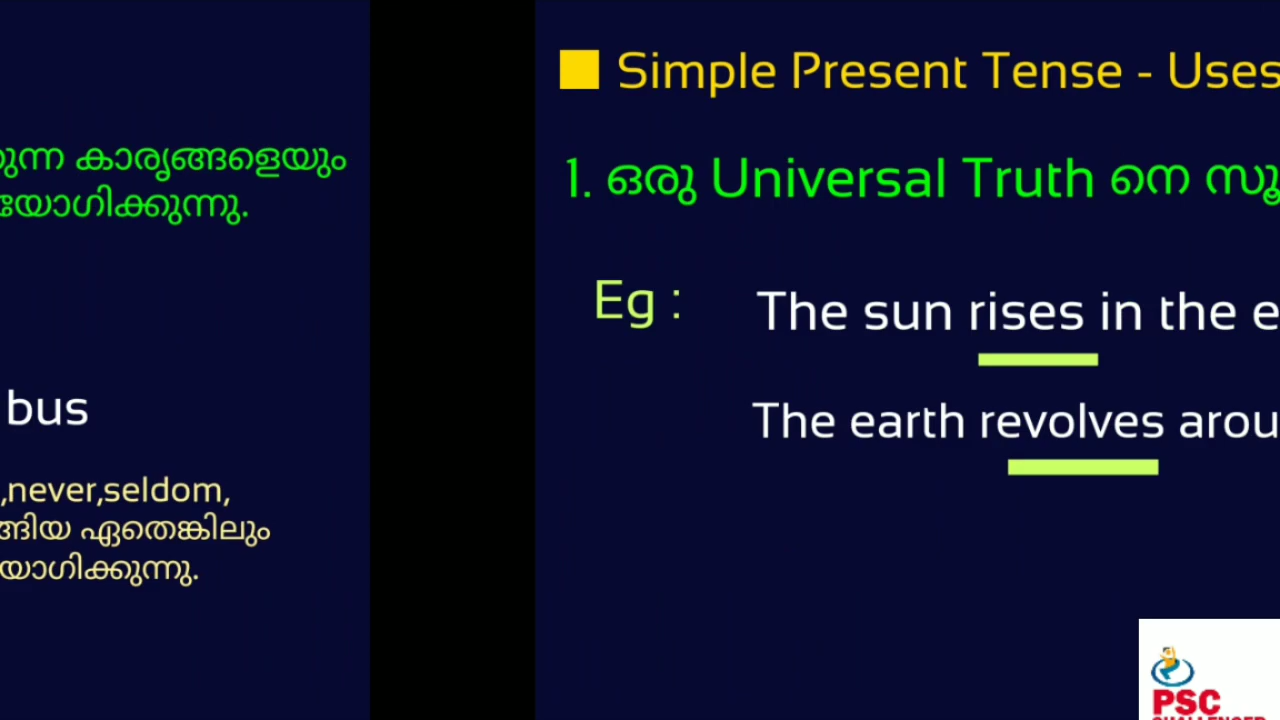 കാര്യങ്ങളെയും
bus
,never,seldom,
ഏതെങ്കിലും
Simple Present Tense - Uses
1. ഒരു Universal Truth നെ
Eg :
The sun rises in the
The earth revolves
PSC